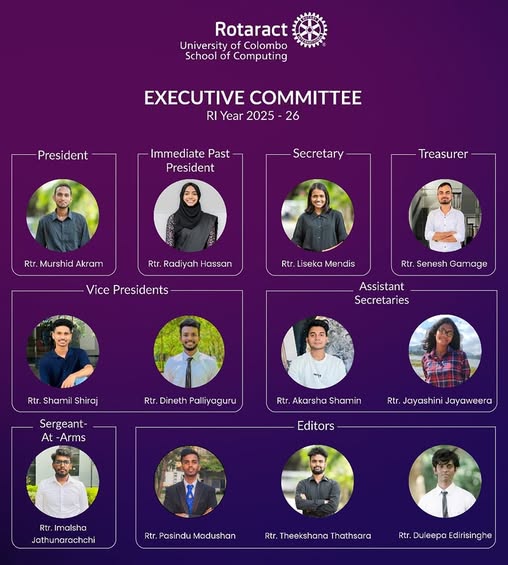 Rotaract
University of Colombo
School of Computing
EXECUTIVE COMMITTEE
RI Year 2025 - 26
President
Rtr. Murshid Akram
Immediate Past
President
Rtr. Radiyah Hassan
Secretary
Rtr. Liseka Mendis
Treasurer
Rtr. Senesh Gamage
Vice Presidents
Rtr. Shamil Shiraj
Rtr. Dineth Palliyaguru
Assistant
Secretaries
Rtr. Akarsha Shamin
Rtr. Jayashini Jayaweera
Sergeant-
At -Arms
Rtr. Imalsha
Jathunarachchi
Editors
Rtr. Pasindu Madushan
Rtr. Theekshana Thathsara
Rtr. Duleepa Edirisinghe